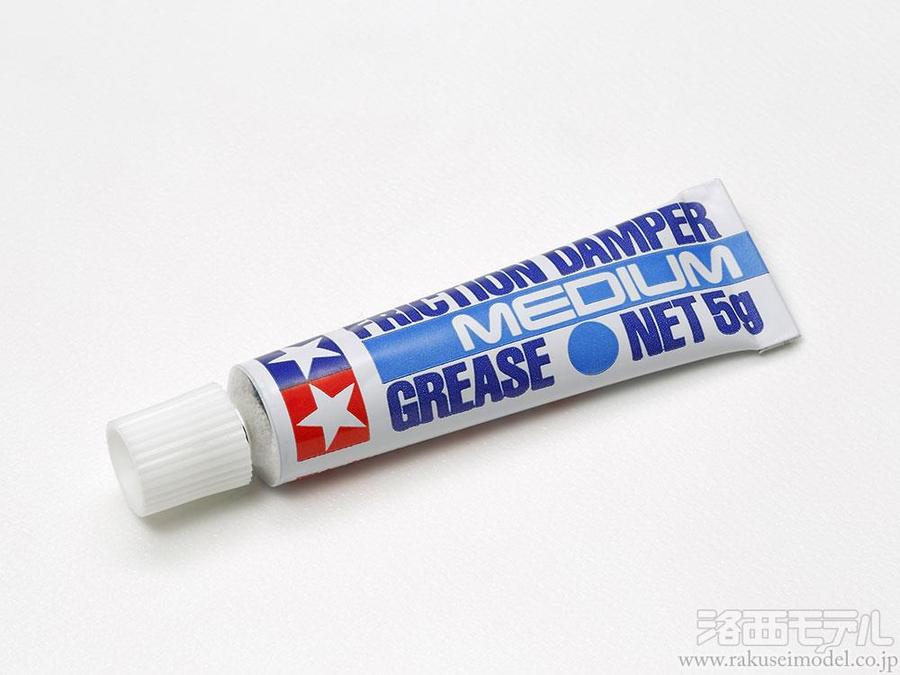 FRICTION DAMPER
MEDIUM
GREASE NET 5g
洛西モデル
www.rakuseimodel.co.jp